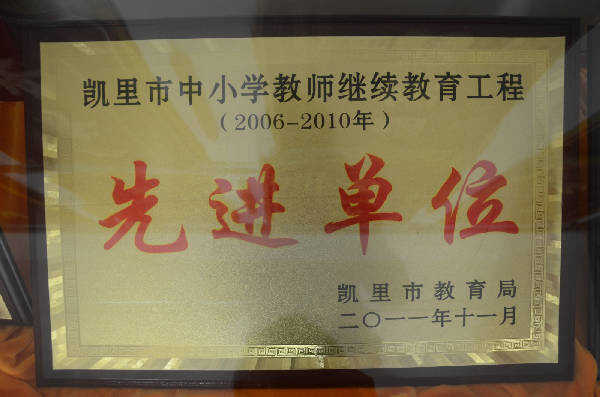 凯里市中小学教师继续教育工程
（2006-2010年）
先进单位
凯里市教育局
二〇一一年十一月